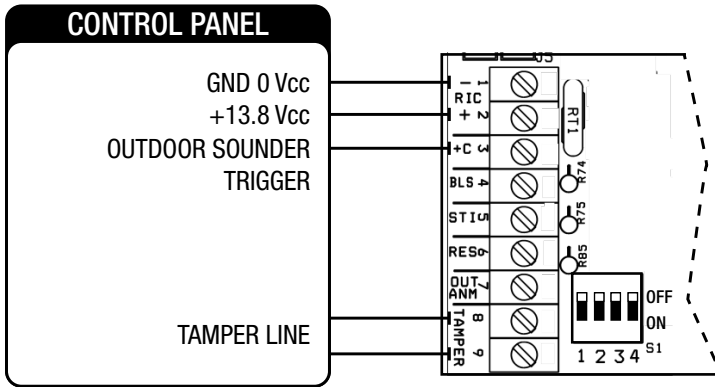 CONTROL PANEL
GND 0 Vcc
+13.8 Vcc
OUTDOOR SOUNDER
TRIGGER
TAMPER LINE
J5
− 1
RIC
+ 2
+C 3
BLS 4
STI 5
RES 6
OUT 7
ANM
TAMPER 8
9
RT1
R74
R75
R85
OFF
ON
1 2 3 4 S1